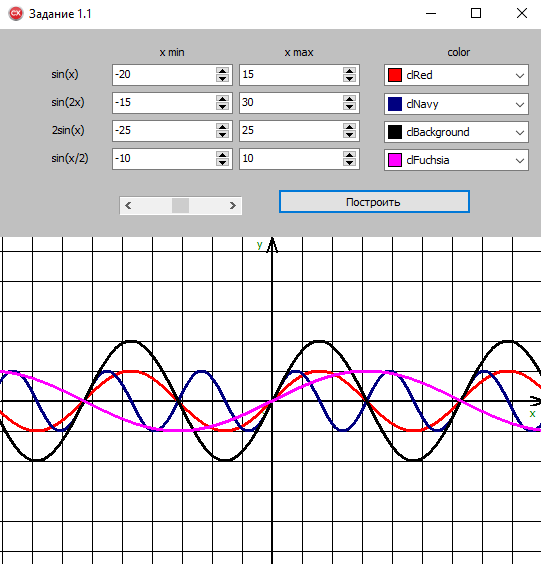 CX Задание 1.1
x min x max color
sin(x) -20 15 clRed
sin(2x) -15 30 clNavy
2sin(x) -25 25 clBackground
sin(x/2) -10 10 clFuchsia
Построить
y
x